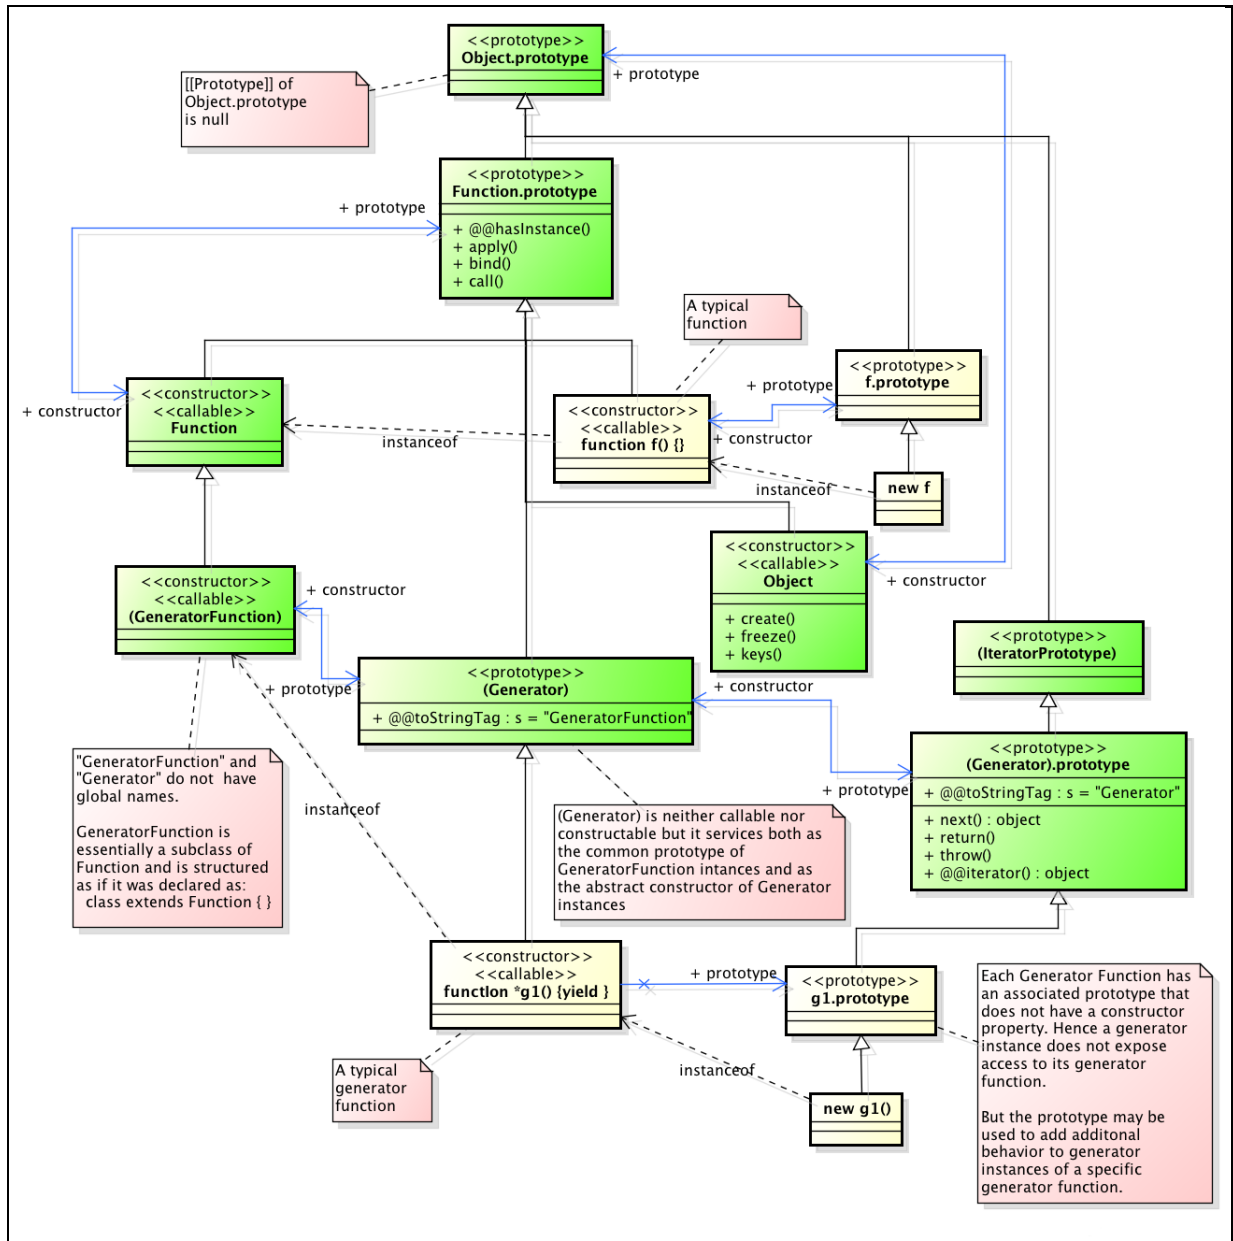 <<prototype>>
Object.prototype
+ prototype
[[Prototype]] of
Object.prototype
is null
<<prototype>>
Function.prototype
+ @@hasInstance()
+ apply()
+ bind()
+ call()
+ prototype
A typical
function
<<prototype>>
f.prototype
<<constructor>>
<<callable>>
Function
+ constructor
<<constructor>>
<<callable>>
function f() {}
+ prototype
+ constructor
instanceof
instanceof
new f
<<constructor>>
<<callable>>
Object
+ create()
+ freeze()
+ keys()
+ constructor
<<constructor>>
<<callable>>
(GeneratorFunction)
+ constructor
+ prototype
<<prototype>>
(IteratorPrototype)
<<prototype>>
(Generator)
+ @@toStringTag : s = "GeneratorFunction"
+ constructor
+ prototype
<<prototype>>
(Generator).prototype
+ @@toStringTag : s = "Generator"
+ next() : object
+ return()
+ throw()
+ @@iterator() : object
"GeneratorFunction" and
"Generator" do not  have
global names.
GeneratorFunction is
essentially a subclass of
Function and is structured
as if it was declared as:
class extends Function { }
instanceof
(Generator) is neither callable nor
constructable but it services both as
the common prototype of
GeneratorFunction intances and as
the abstract constructor of Generator
instances
<<constructor>>
<<callable>>
function *g1() {yield }
+ prototype
<<prototype>>
g1.prototype
Each Generator Function has
an associated prototype that
does not have a constructor
property. Hence a generator
instance does not expose
access to its generator
function.
But the prototype may be
used to add additonal
behavior to generator
instances of a specific
generator function.
A typical
generator
function
instanceof
new g1()